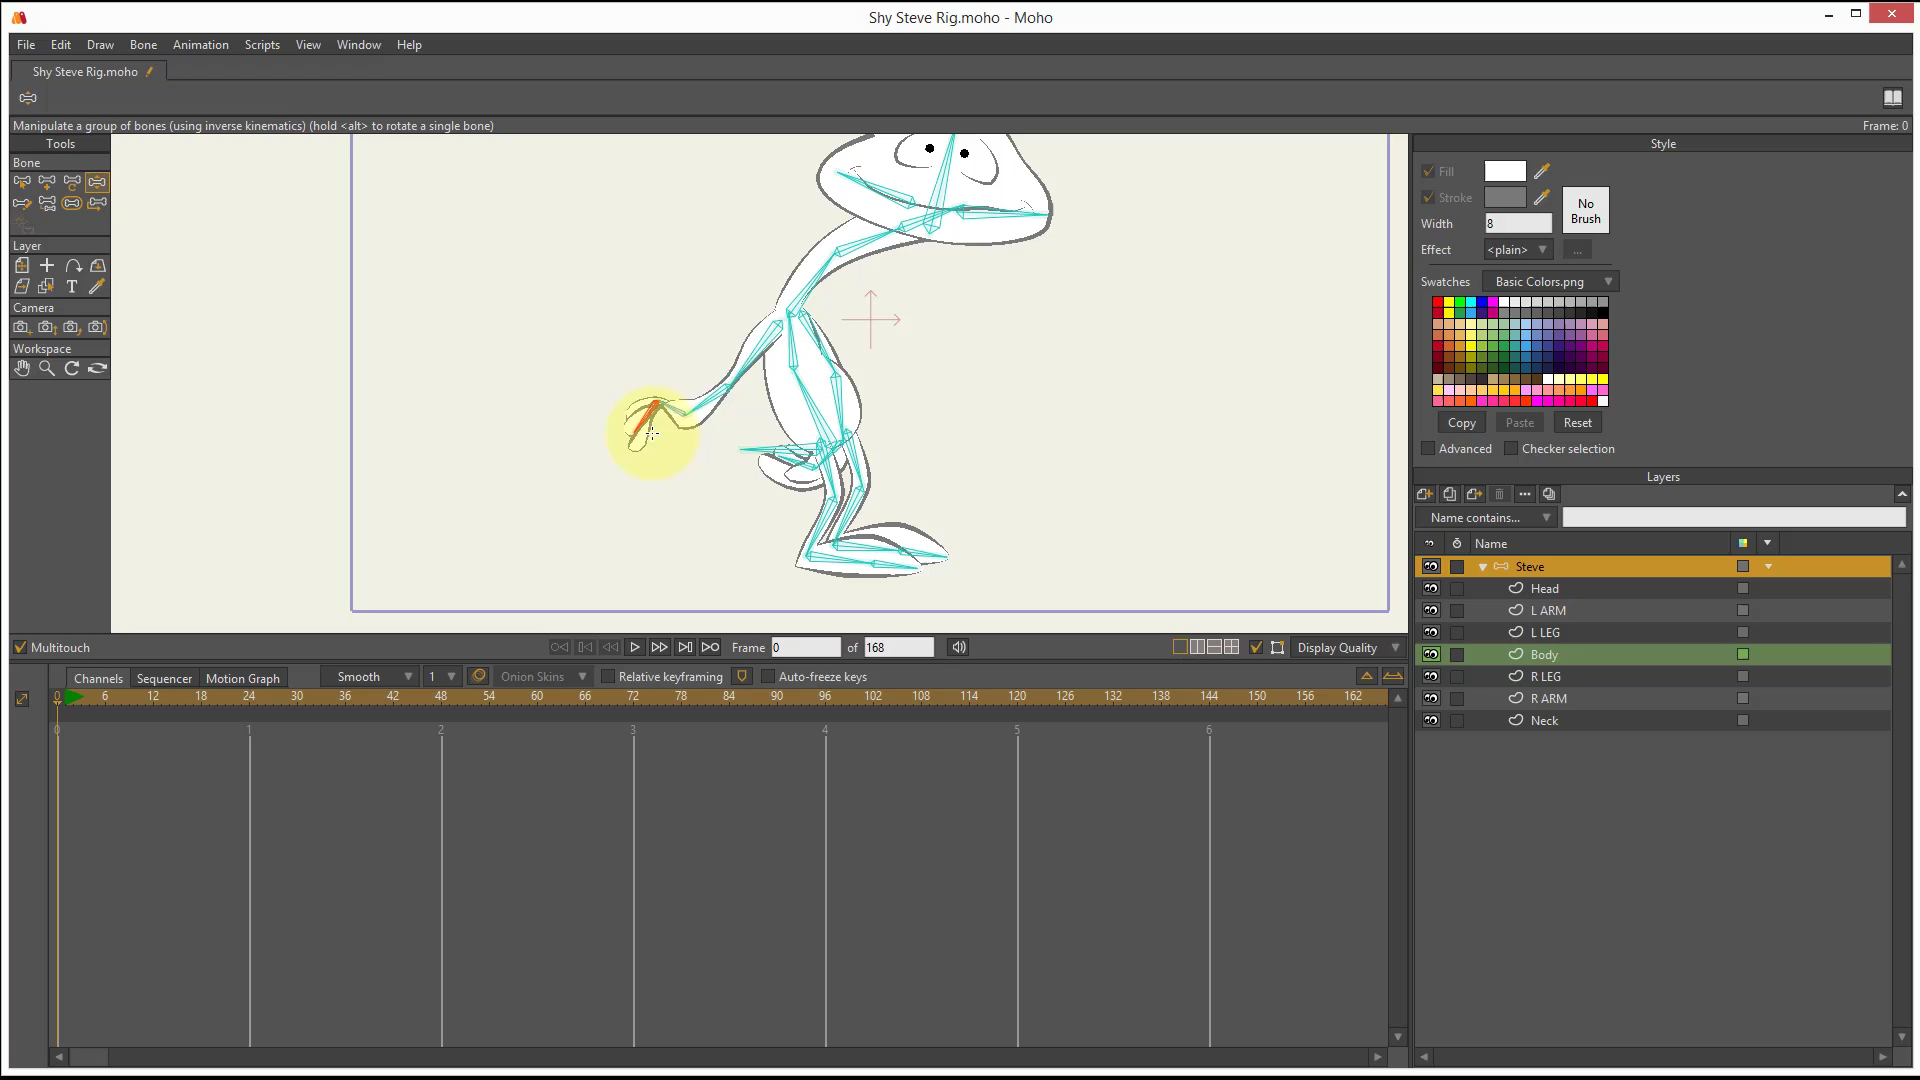 Shy Steve Rig.moho - Moho
File Edit Draw Bone Animation Scripts View Window Help
Shy Steve Rig.moho
Manipulate a group of bones (using inverse kinematics) (hold <alt> to rotate a single bone)
Frame: 0
Tools
Bone
Layer
T
Camera
Workspace
Style
Fill
Stroke
No Brush
Width 8
Effect <plain> ...
Swatches Basic Colors.png
Copy Paste Reset
Advanced Checker selection
Layers
Name contains...
Name
Steve
Head
L ARM
L LEG
Body
R LEG
R ARM
Neck
Multitouch
Frame 0 of 168
Display Quality
Channels Sequencer Motion Graph
Smooth 1 Onion Skins Relative keyframing Auto-freeze keys
0 6 12 18 24 30 36 42 48 54 60 66 72 78 84 90 96 102 108 114 120 126 132 138 144 150 156 162
0 1 2 3 4 5 6